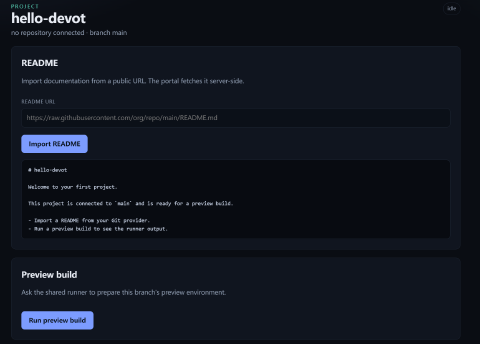 PROJECT
idle
hello-devot
no repository connected · branch main
README
Import documentation from a public URL. The portal fetches it server-side.
README URL
https://raw.githubusercontent.com/org/repo/main/README.md
Import README
# hello-devot
Welcome to your first project.
This project is connected to `main` and is ready for a preview build.
- Import a README from your Git provider.
- Run a preview build to see the runner output.
Preview build
Ask the shared runner to prepare this branch's preview environment.
Run preview build